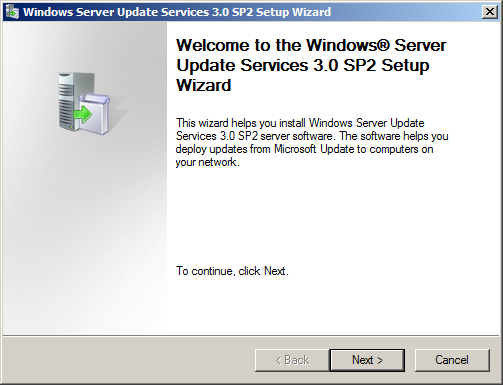 Windows Server Update Services 3.0 SP2 Setup Wizard
Welcome to the Windows® Server
Update Services 3.0 SP2 Setup
Wizard
This wizard helps you install Windows Server Update
Services 3.0 SP2 server software. The software helps you
deploy updates from Microsoft Update to computers on
your network.
To continue, click Next.
< Back
Next >
Cancel